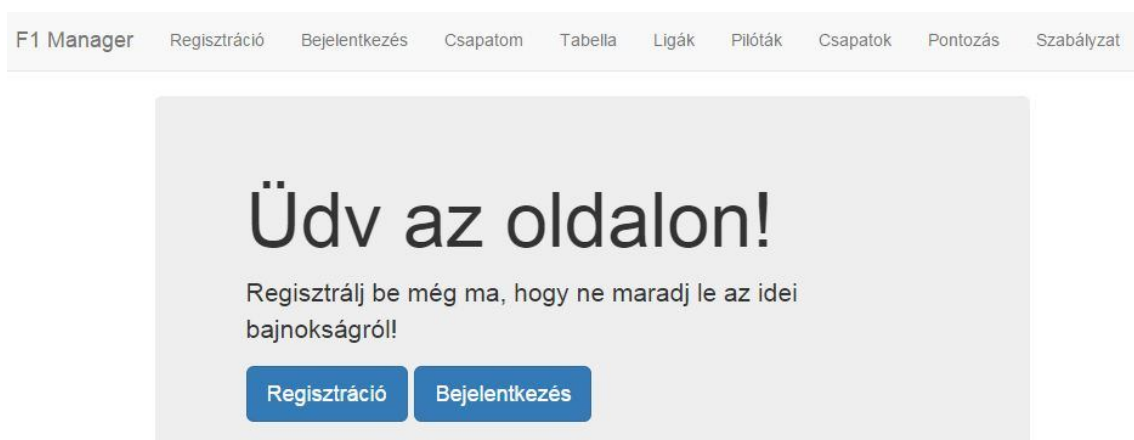 F1 Manager Regisztráció Bejelentkezés Csapatom Tabella Ligák Pilóták Csapatok Pontozás Szabályzat
Üdv az oldalon!
Regisztrálj be még ma, hogy ne maradj le az idei
bajnokságról!
Regisztráció Bejelentkezés